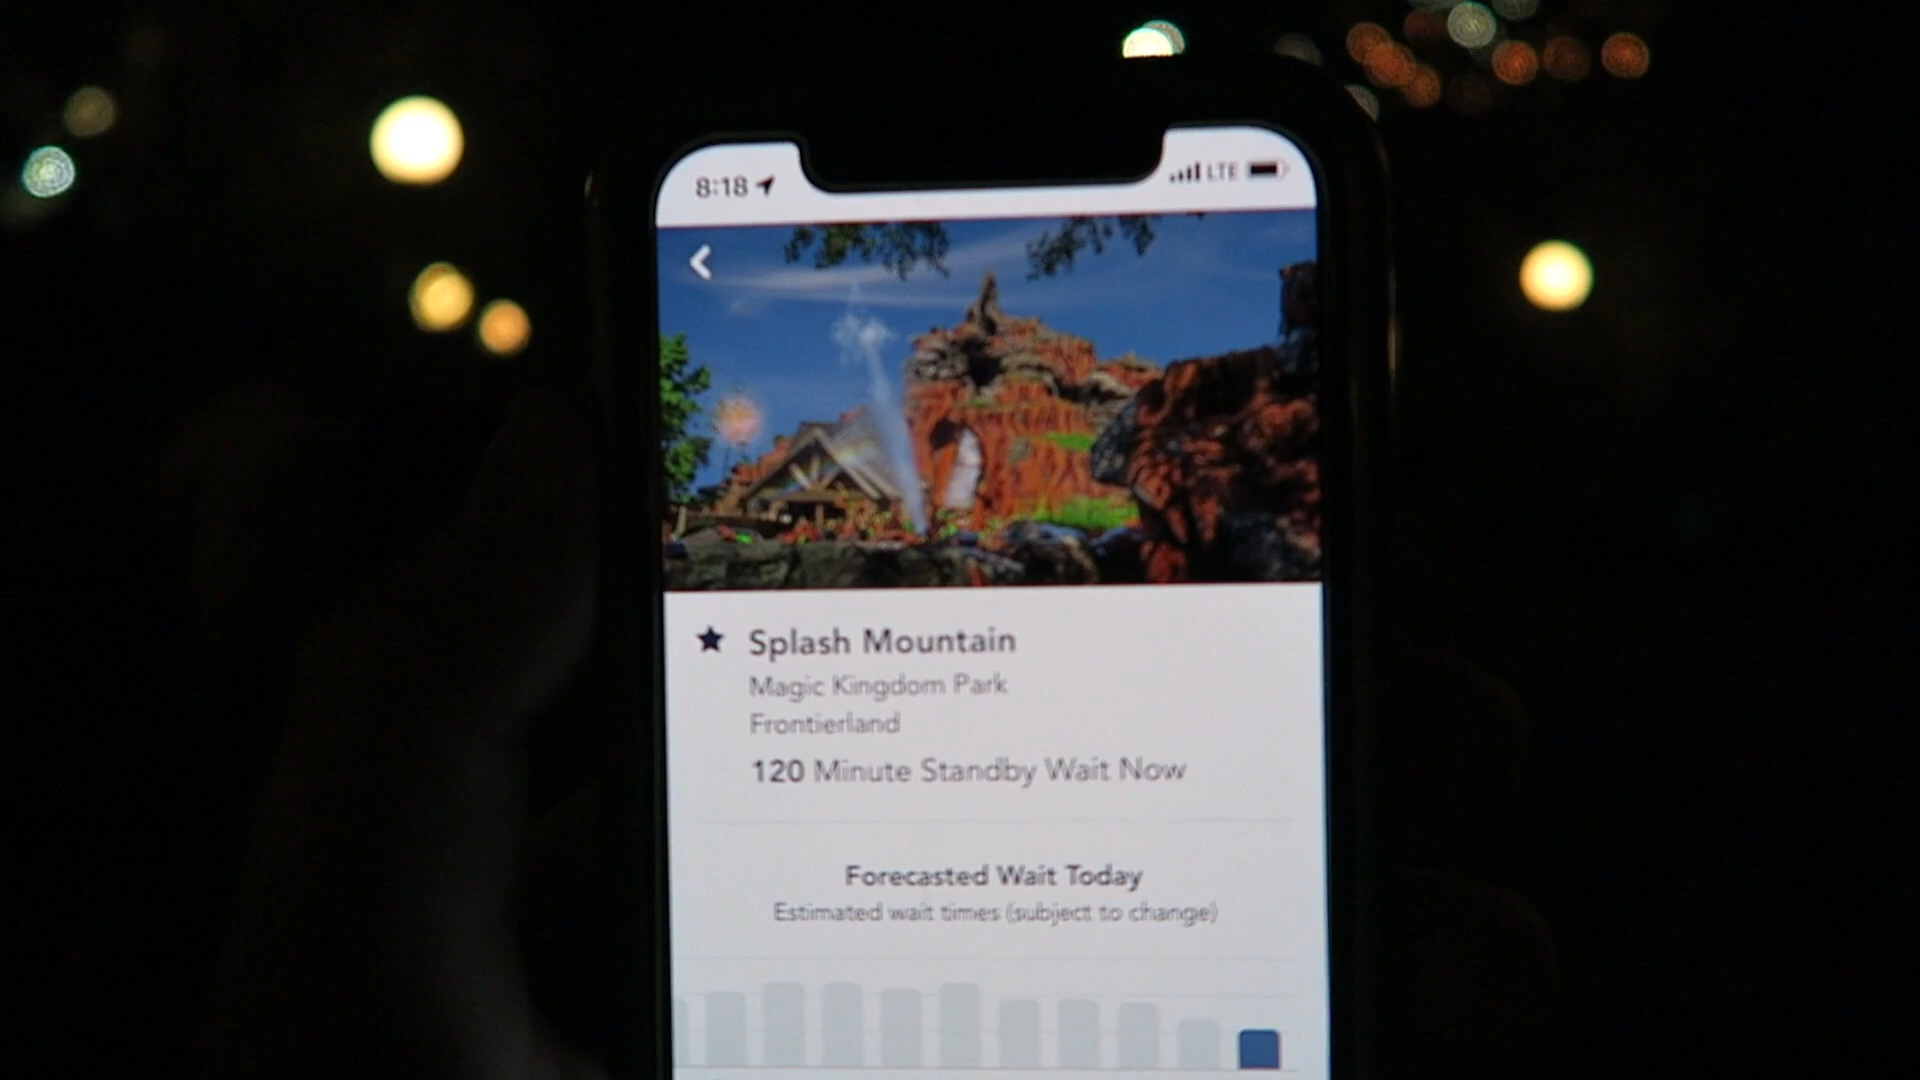 8:18 LTE
Splash Mountain
Magic Kingdom Park
Frontierland
120 Minute Standby Wait Now
Forecasted Wait Today
Estimated wait times (subject to change)